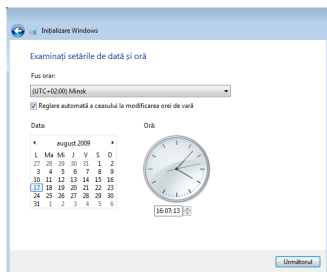 Inițializare Windows
Examinați setările de dată și oră
Fus orar:
(UTC+02:00) Minsk
Reglare automată a ceasului la modificarea orei de vară
Data: Oră:
august 2009
L Ma Mi J V S D
27 28 29 30 31 1 2
3 4 5 6 7 8 9
10 11 12 13 14 15 16
17 18 19 20 21 22 23
24 25 26 27 28 29 30
31 1 2 3 4 5 6
16:07:13
Următorul